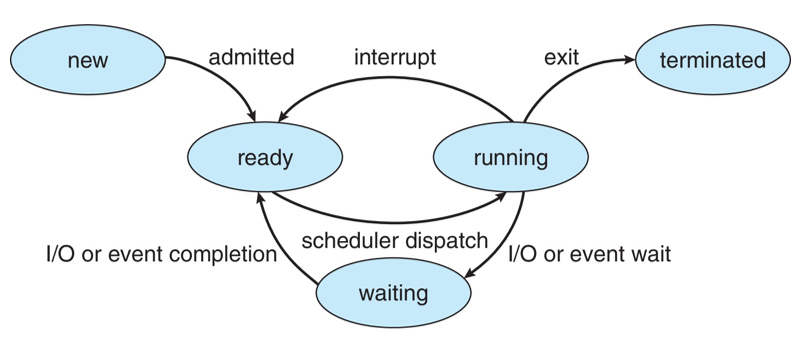 new
admitted
interrupt
exit
terminated
ready
running
I/O or event completion
scheduler dispatch
I/O or event wait
waiting